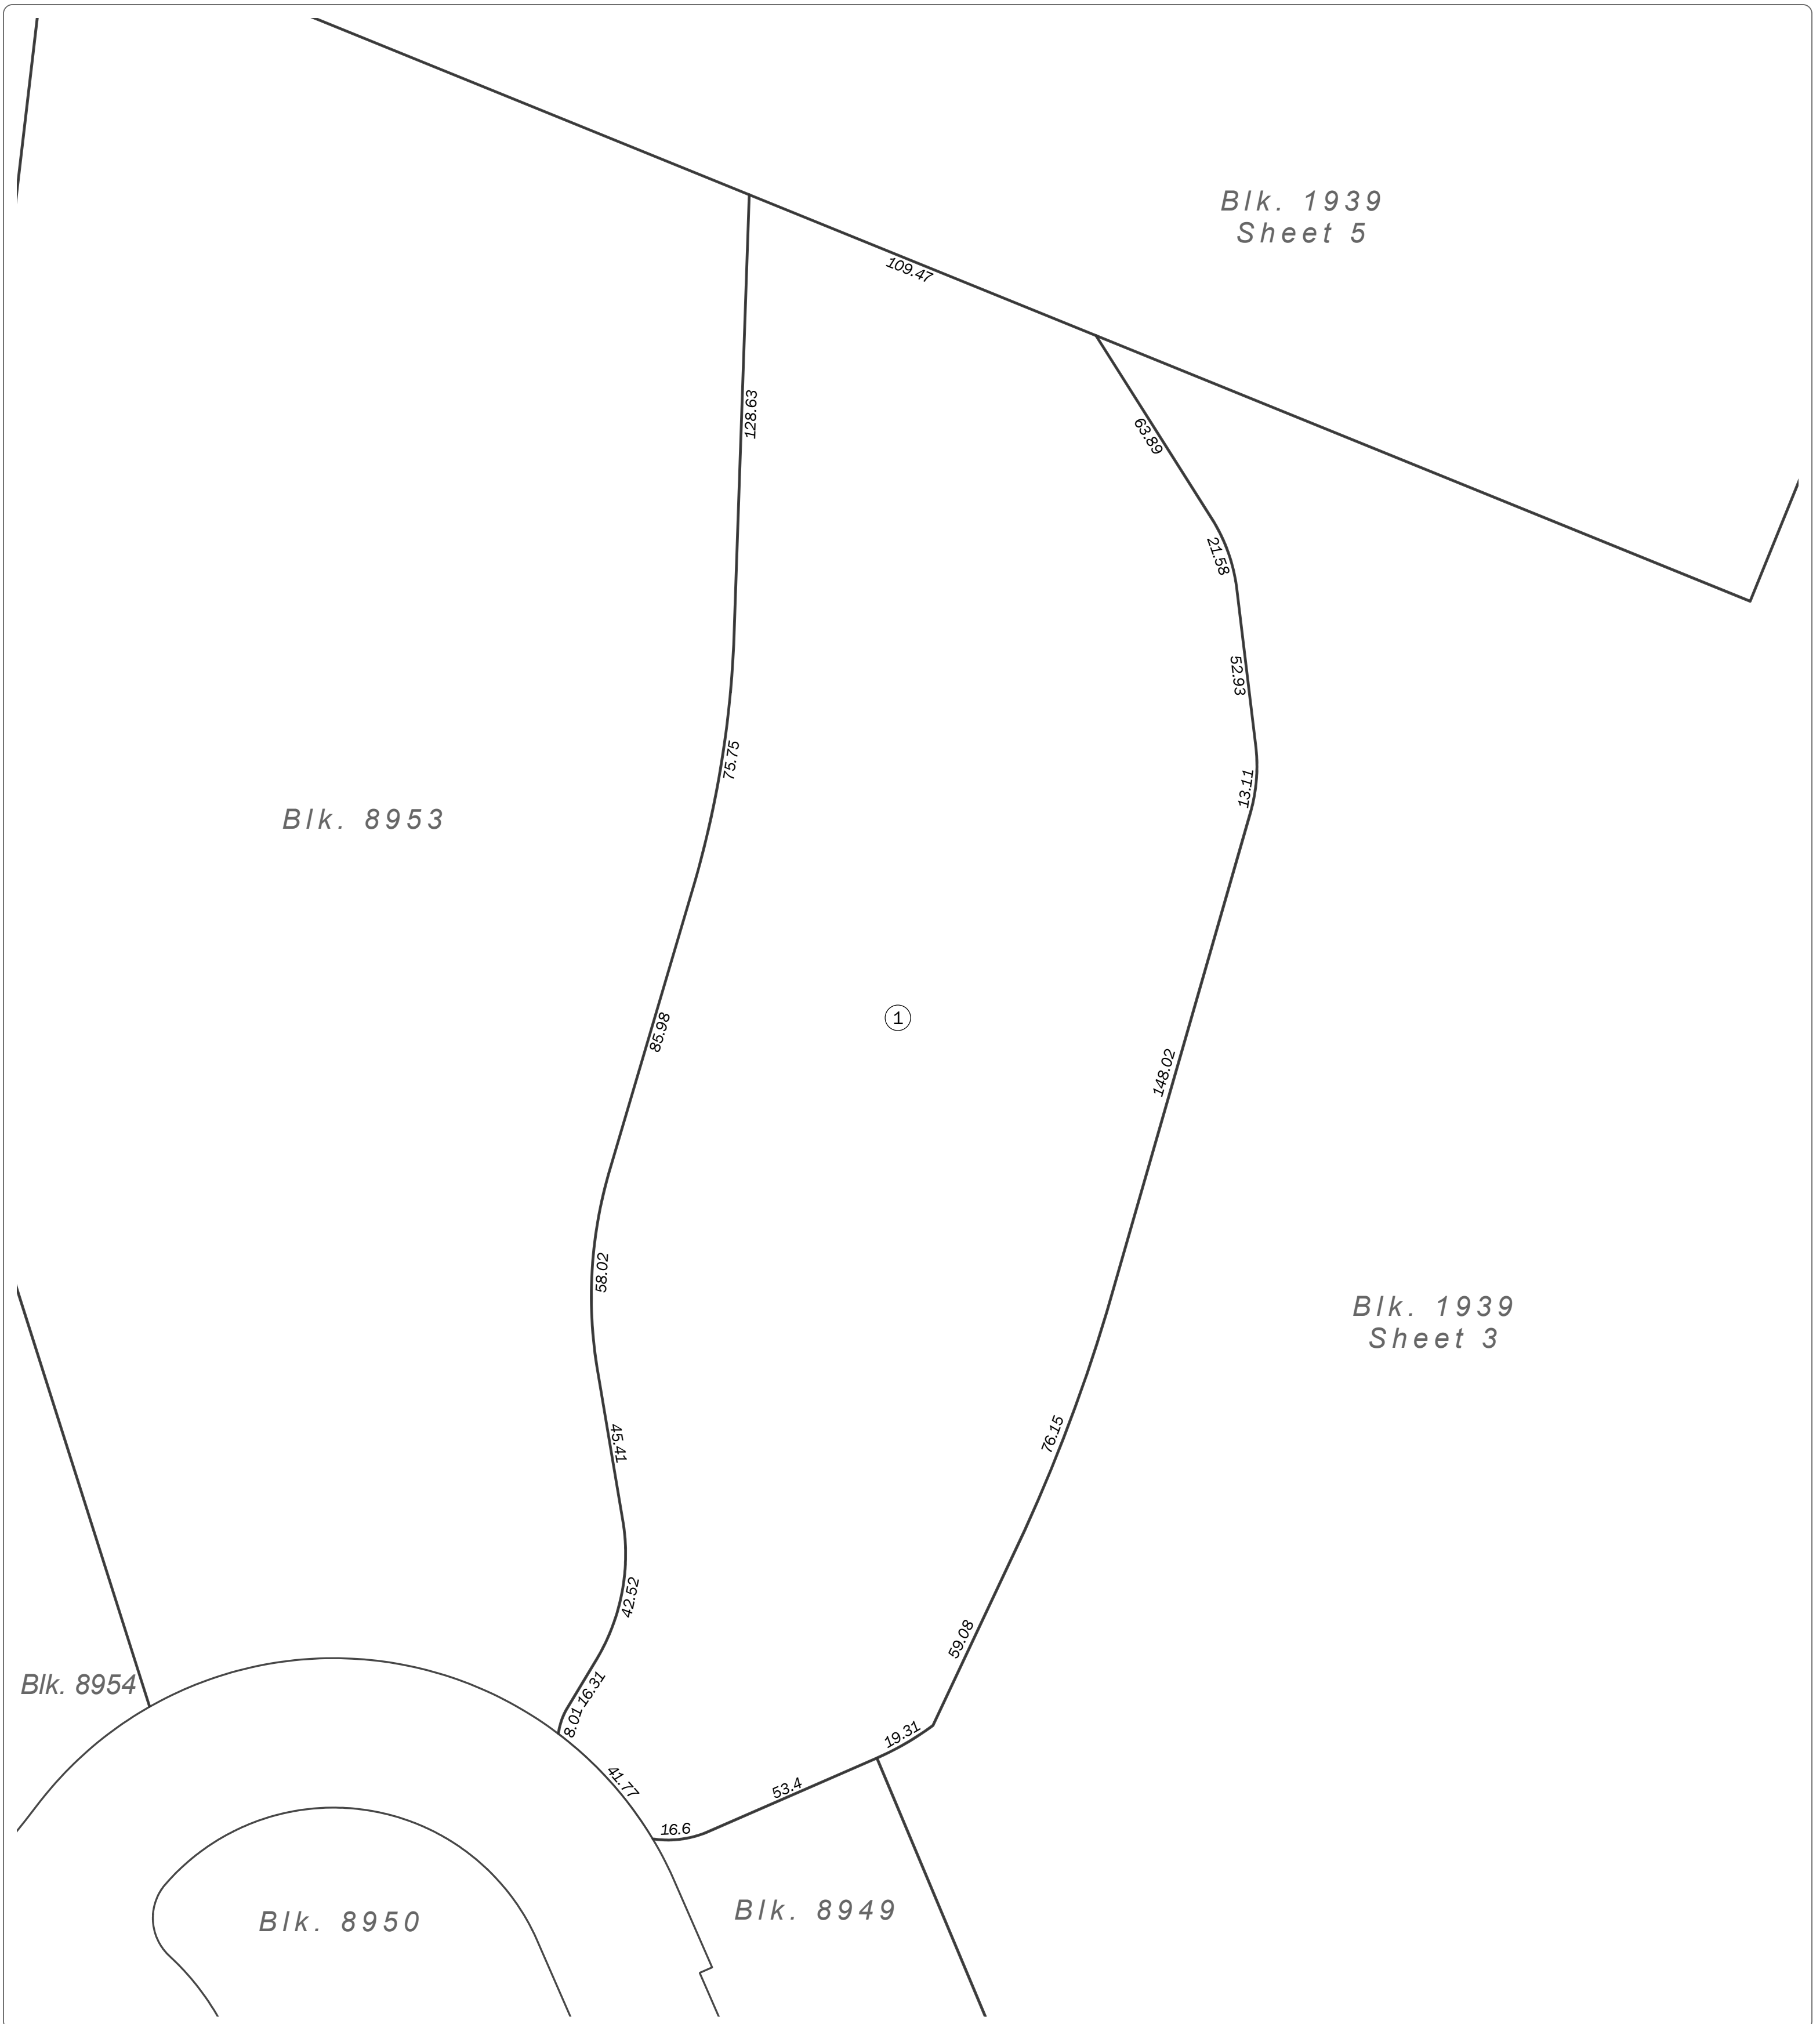 Blk. 1939
Sheet 5
109.47
128.63
63.89
21.58
52.93
75.75
13.11
Blk. 8953
1
85.98
148.02
58.02
Blk. 1939
Sheet 3
45.41
76.15
42.52
59.08
Blk. 8954
16.31
8.01
19.31
41.77
53.4
16.6
Blk. 8949
Blk. 8950